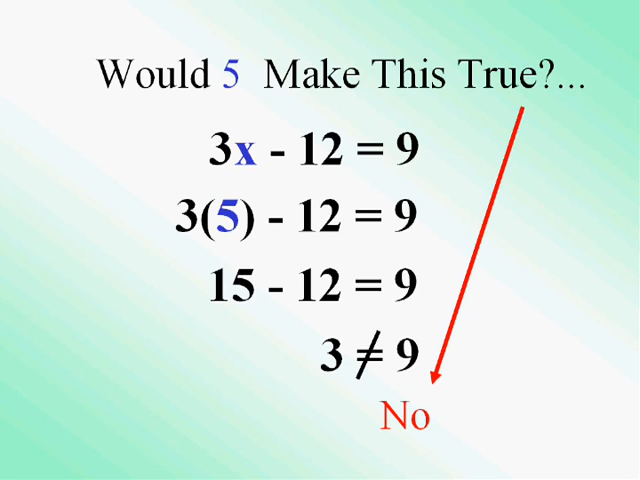 Would 5 Make This True?...
3x - 12 = 9
3(5) - 12 = 9
15 - 12 = 9
3 ≠ 9
No